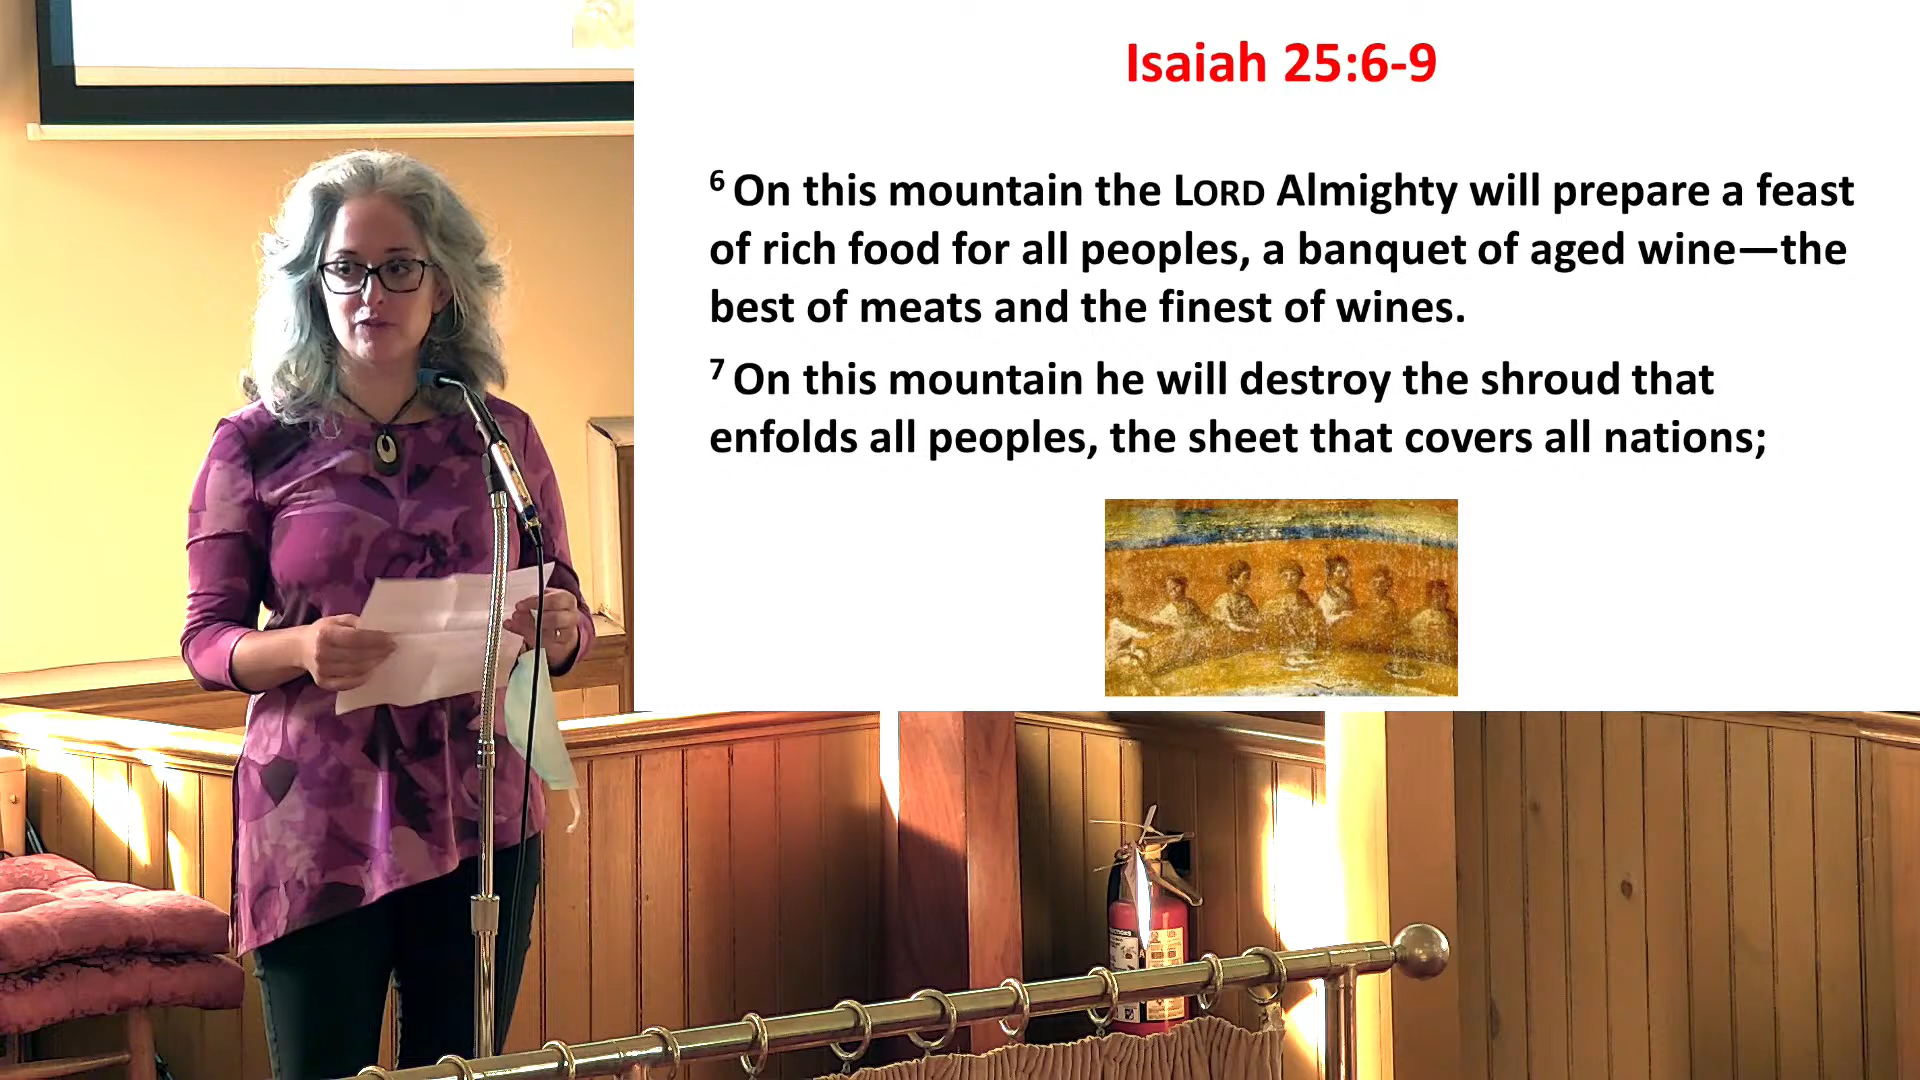 Isaiah 25:6-9
6 On this mountain the LORD Almighty will prepare a feast
of rich food for all peoples, a banquet of aged wine—the
best of meats and the finest of wines.
7 On this mountain he will destroy the shroud that
enfolds all peoples, the sheet that covers all nations;